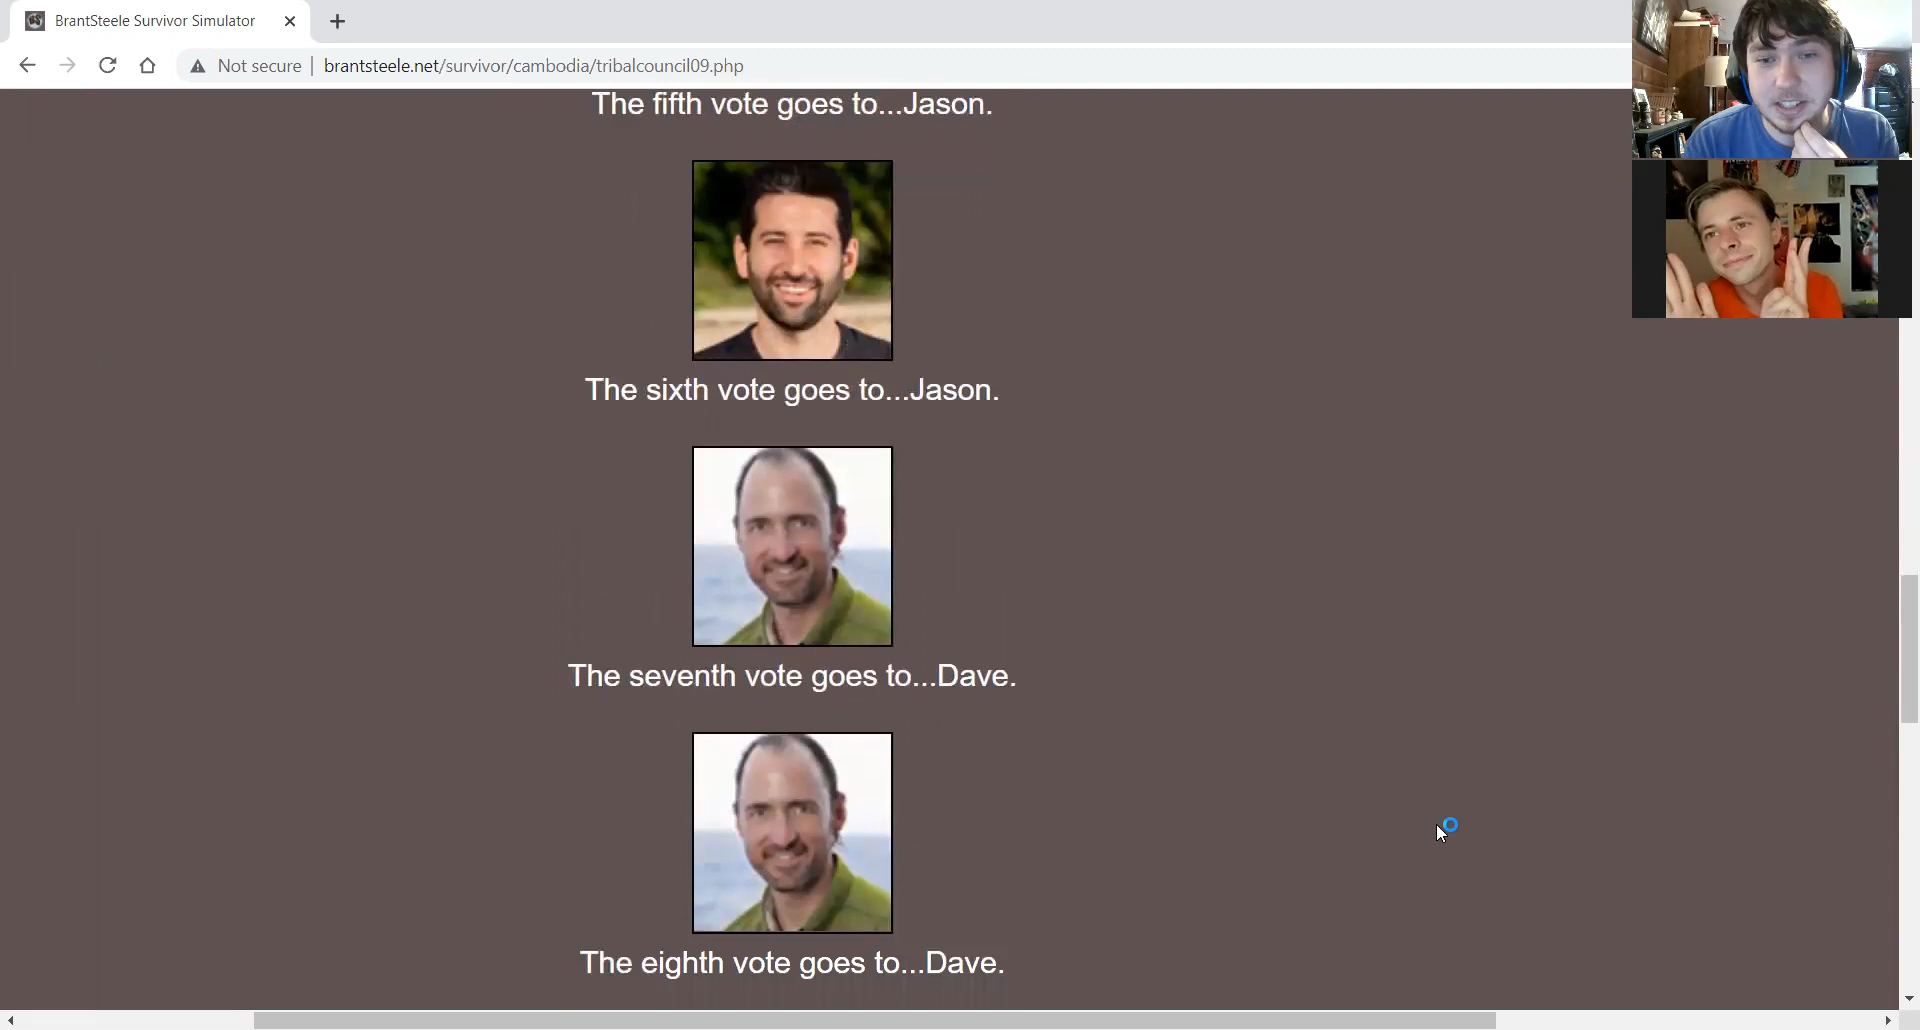 BrantSteele Survivor Simulator
Not secure
brantsteele.net/survivor/cambodia/tribalcouncil09.php
The fifth vote goes to...Jason.
The sixth vote goes to...Jason.
The seventh vote goes to...Dave.
The eighth vote goes to...Dave.